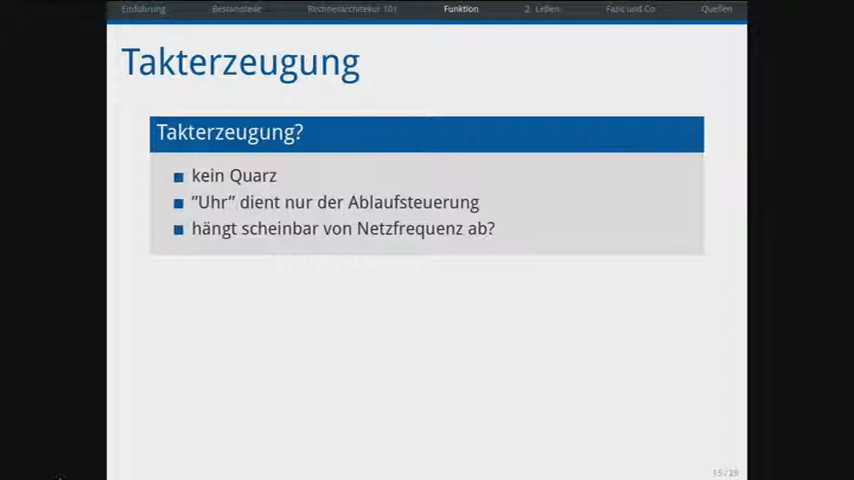 Einführung Bestandteile Rechnerarchitektur 101 Funktion 2. Leben Fazit und Co Quellen
Takterzeugung
Takterzeugung?
kein Quarz
"Uhr" dient nur der Ablaufsteuerung
hängt scheinbar von Netzfrequenz ab?
15 / 29